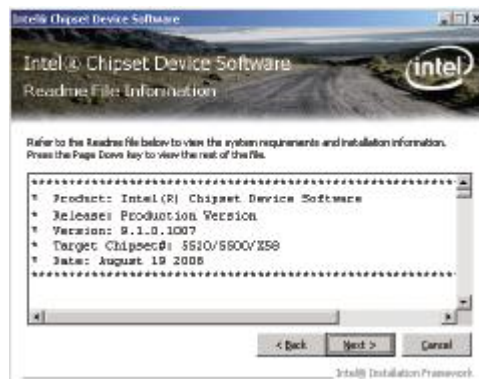 Intel® Chipset Device Software
Intel® Chipset Device Software
Readme File Information
intel
Refer to the Readme file below to view the system requirements and installation information.
Press the Page Down key to view the rest of the file.
* Product: Intel(R) Chipset Device Software
* Release: Production Version
* Version: 9.1.0.1007
* Target Chipset#: 5520/5500/X58
* Date: August 19 2008
< Back
Next >
Cancel
Intel® Installation Framework